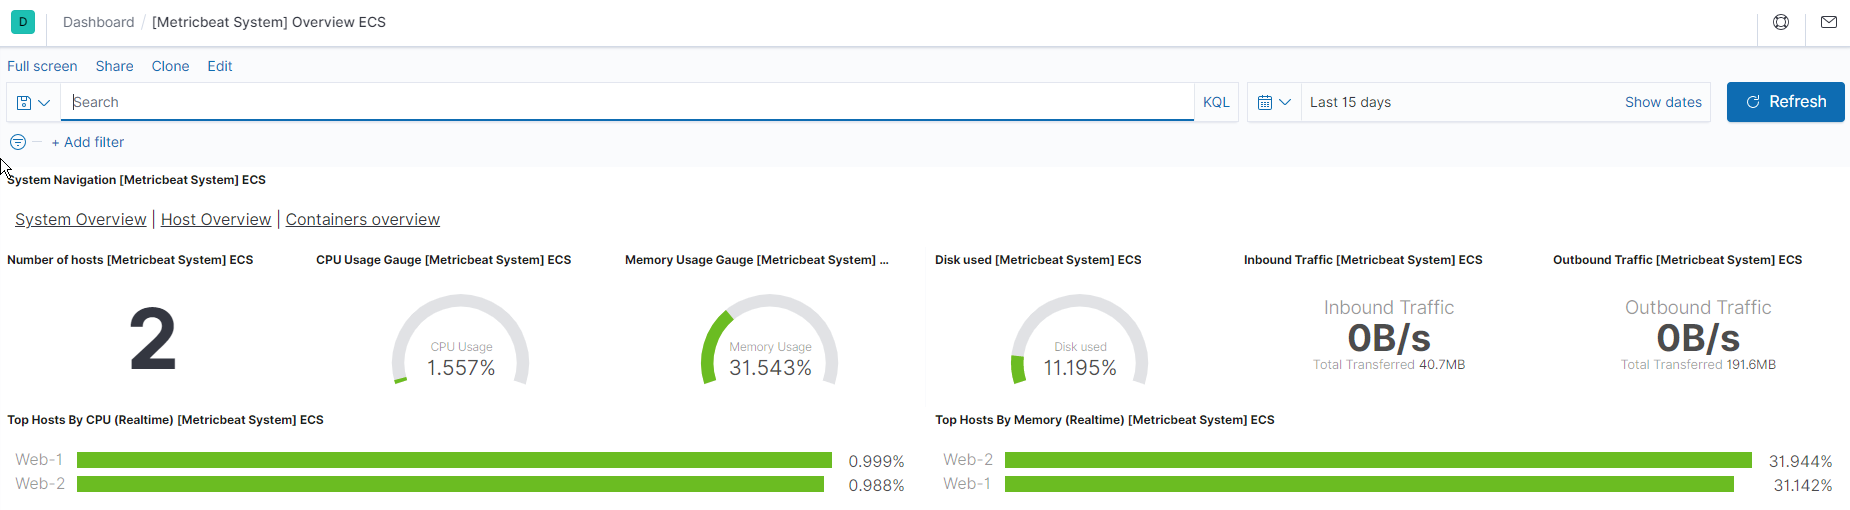 D Dashboard / [Metricbeat System] Overview ECS
Full screen Share Clone Edit
Search KQL Last 15 days Show dates Refresh
+ Add filter
System Navigation [Metricbeat System] ECS
System Overview | Host Overview | Containers overview
Number of hosts [Metricbeat System] ECS
2
CPU Usage Gauge [Metricbeat System] ECS
CPU Usage
1.557%
Memory Usage Gauge [Metricbeat System] ...
Memory Usage
31.543%
Disk used [Metricbeat System] ECS
Disk used
11.195%
Inbound Traffic [Metricbeat System] ECS
Inbound Traffic
0B/s
Total Transferred 40.7MB
Outbound Traffic [Metricbeat System] ECS
Outbound Traffic
0B/s
Total Transferred 191.6MB
Top Hosts By CPU (Realtime) [Metricbeat System] ECS
Web-1 0.999%
Web-2 0.988%
Top Hosts By Memory (Realtime) [Metricbeat System] ECS
Web-2 31.944%
Web-1 31.142%